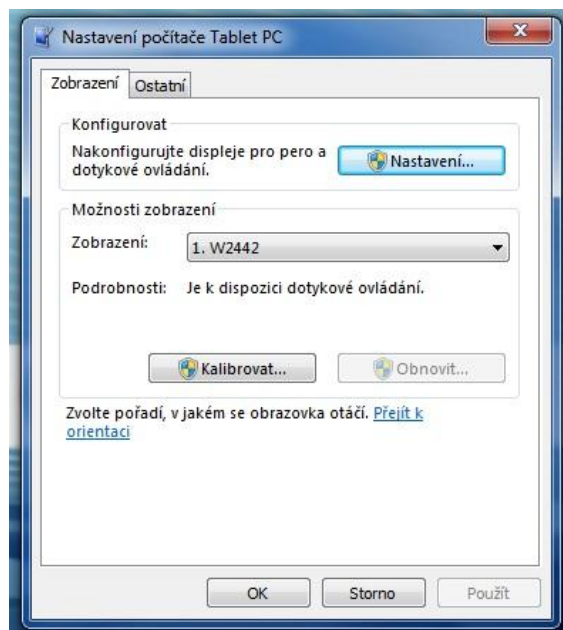 Nastavení počítače Tablet PC
Zobrazení
Ostatní
Konfigurovat
Nakonfigurujte displeje pro pero a
dotykové ovládání.
Nastavení...
Možnosti zobrazení
Zobrazení:
1. W2442
Podrobnosti:
Je k dispozici dotykové ovládání.
Kalibrovat...
Obnovit...
Zvolte pořadí, v jakém se obrazovka otáčí. Přejít k
orientaci
OK
Storno
Použít